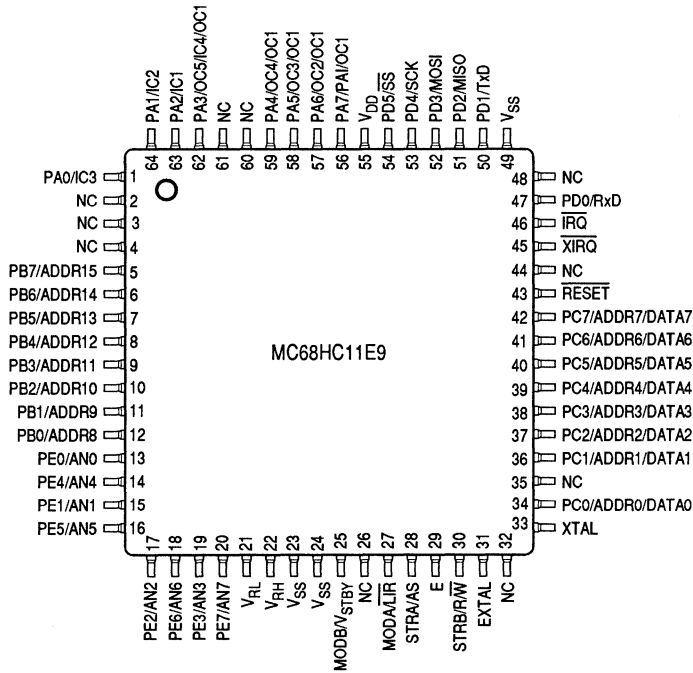 64 PA1/IC2
63 PA2/IC1
62 PA3/OC5/IC4/OC1
61 NC
60 NC
59 PA4/OC4/OC1
58 PA5/OC3/OC1
57 PA6/OC2/OC1
56 PA7/PAI/OC1
55 VDD
54 PD5/S̅S̅
53 PD4/SCK
52 PD3/MOSI
51 PD2/MISO
50 PD1/TxD
49 VSS
PA0/IC3 1
NC 2
NC 3
NC 4
PB7/ADDR15 5
PB6/ADDR14 6
PB5/ADDR13 7
PB4/ADDR12 8
PB3/ADDR11 9
PB2/ADDR10 10
PB1/ADDR9 11
PB0/ADDR8 12
PE0/AN0 13
PE4/AN4 14
PE1/AN1 15
PE5/AN5 16
MC68HC11E9
48 NC
47 PD0/RxD
46 I̅R̅Q̅
45 X̅I̅R̅Q̅
44 NC
43 R̅E̅S̅E̅T̅
42 PC7/ADDR7/DATA7
41 PC6/ADDR6/DATA6
40 PC5/ADDR5/DATA5
39 PC4/ADDR4/DATA4
38 PC3/ADDR3/DATA3
37 PC2/ADDR2/DATA2
36 PC1/ADDR1/DATA1
35 NC
34 PC0/ADDR0/DATA0
33 XTAL
17 PE2/AN2
18 PE6/AN6
19 PE3/AN3
20 PE7/AN7
21 VRL
22 VRH
23 VSS
24 VSS
25 MODB/VSTBY
26 NC
27 MODA/L̅I̅R̅
28 STRA/AS
29 E
30 STRB/R/W̅
31 EXTAL
32 NC